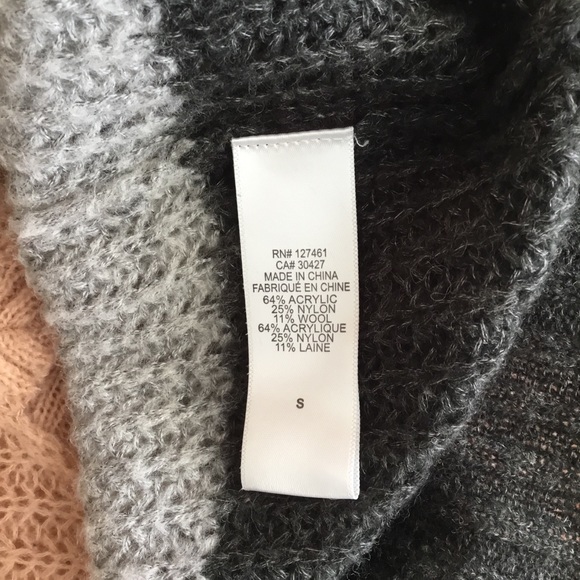 RN# 127461
CA# 30427
MADE IN CHINA
FABRIQUÉ EN CHINE
64% ACRYLIC
25% NYLON
11% WOOL
64% ACRYLIQUE
25% NYLON
11% LAINE
S